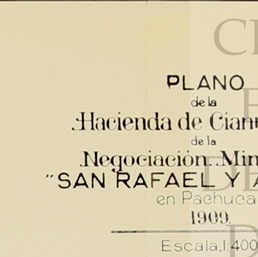 PLANO
de la
Hacienda de Cianu
de la
Negociación Min
"SAN RAFAEL Y A
en Pachuca
1909.
Escala, 1:400